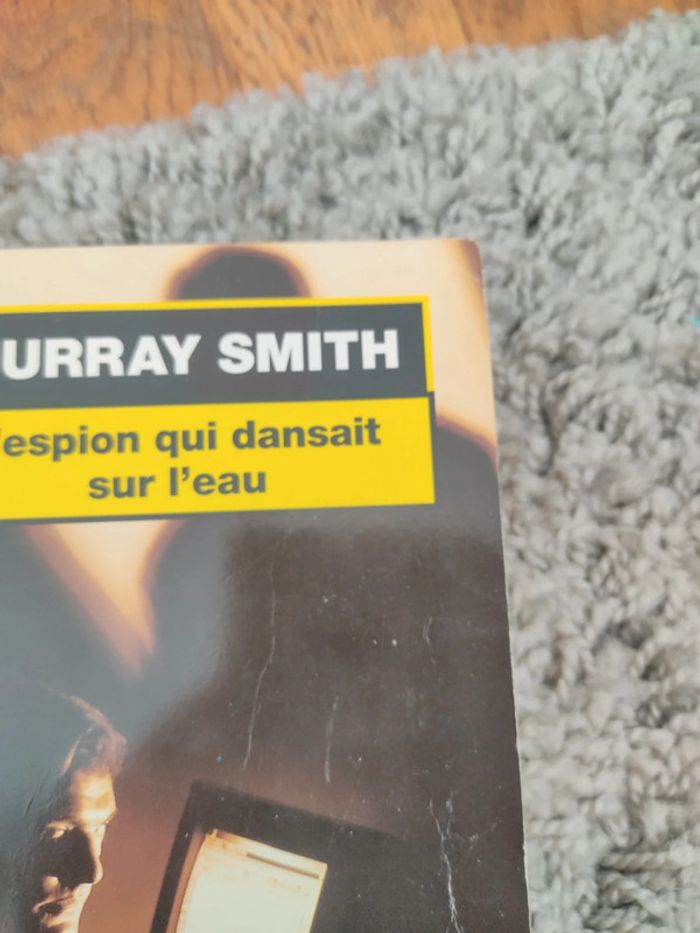 URRAY SMITH
'espion qui dansait
sur l'eau